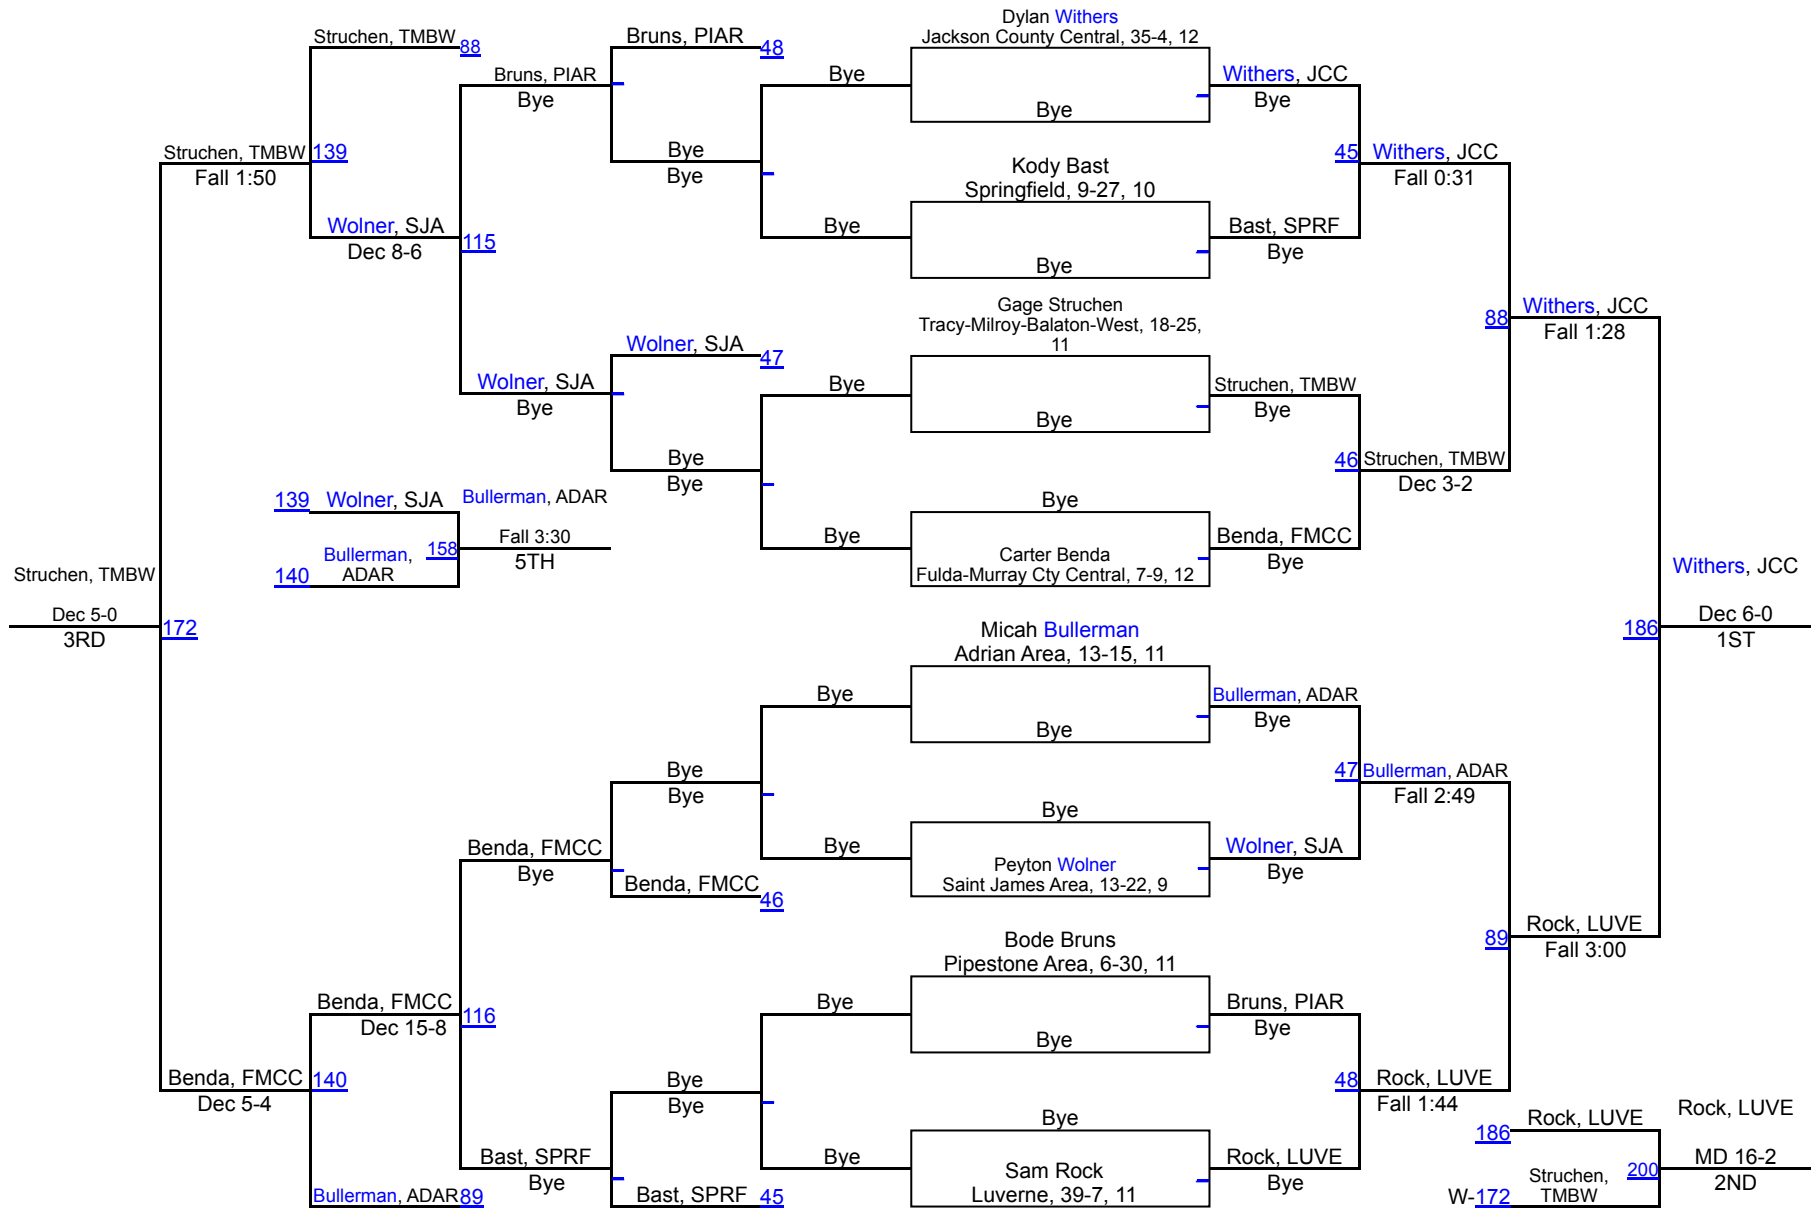 Struchen, TMBW
88
Bruns, PIAR
Bye
139
Struchen, TMBW
Fall 1:50
Wolner, SJA
Dec 8-6
115
Wolner, SJA
Bye
Bruns, PIAR
48
Bye
Bye
Wolner, SJA
47
Bye
Bye
Bye
Bye
Bye
Bye
Dylan Withers
Jackson County Central, 35-4, 12
Bye
Kody Bast
Springfield, 9-27, 10
Bye
Gage Struchen
Tracy-Milroy-Balaton-West, 18-25,
11
Bye
Bye
Carter Benda
Fulda-Murray Cty Central, 7-9, 12
Withers, JCC
Bye
45
Bast, SPRF
Bye
Withers, JCC
Fall 0:31
Struchen, TMBW
Bye
46
Benda, FMCC
Bye
Struchen, TMBW
Dec 3-2
88
Withers, JCC
Fall 1:28
139
Wolner, SJA
140
Bullerman,
ADAR
158
Bullerman, ADAR
Fall 3:30
5TH
Struchen, TMBW
Dec 5-0
3RD
172
186
Withers, JCC
Dec 6-0
1ST
Benda, FMCC
Bye
Bye
Bye
Benda, FMCC
46
Benda, FMCC
Dec 15-8
116
Benda, FMCC
Dec 5-4
140
Bullerman, ADAR
89
Bast, SPRF
Bye
Bye
Bye
Bast, SPRF
45
Bye
Bye
Bye
Bye
Micah Bullerman
Adrian Area, 13-15, 11
Bye
Bye
Peyton Wolner
Saint James Area, 13-22, 9
Bode Bruns
Pipestone Area, 6-30, 11
Bye
Bye
Sam Rock
Luverne, 39-7, 11
Bullerman, ADAR
Bye
47
Wolner, SJA
Bye
Bullerman, ADAR
Fall 2:49
Bruns, PIAR
Bye
48
Rock, LUVE
Bye
Rock, LUVE
Fall 1:44
89
Rock, LUVE
Fall 3:00
186
Rock, LUVE
W-172
Struchen,
TMBW
200
Rock, LUVE
MD 16-2
2ND